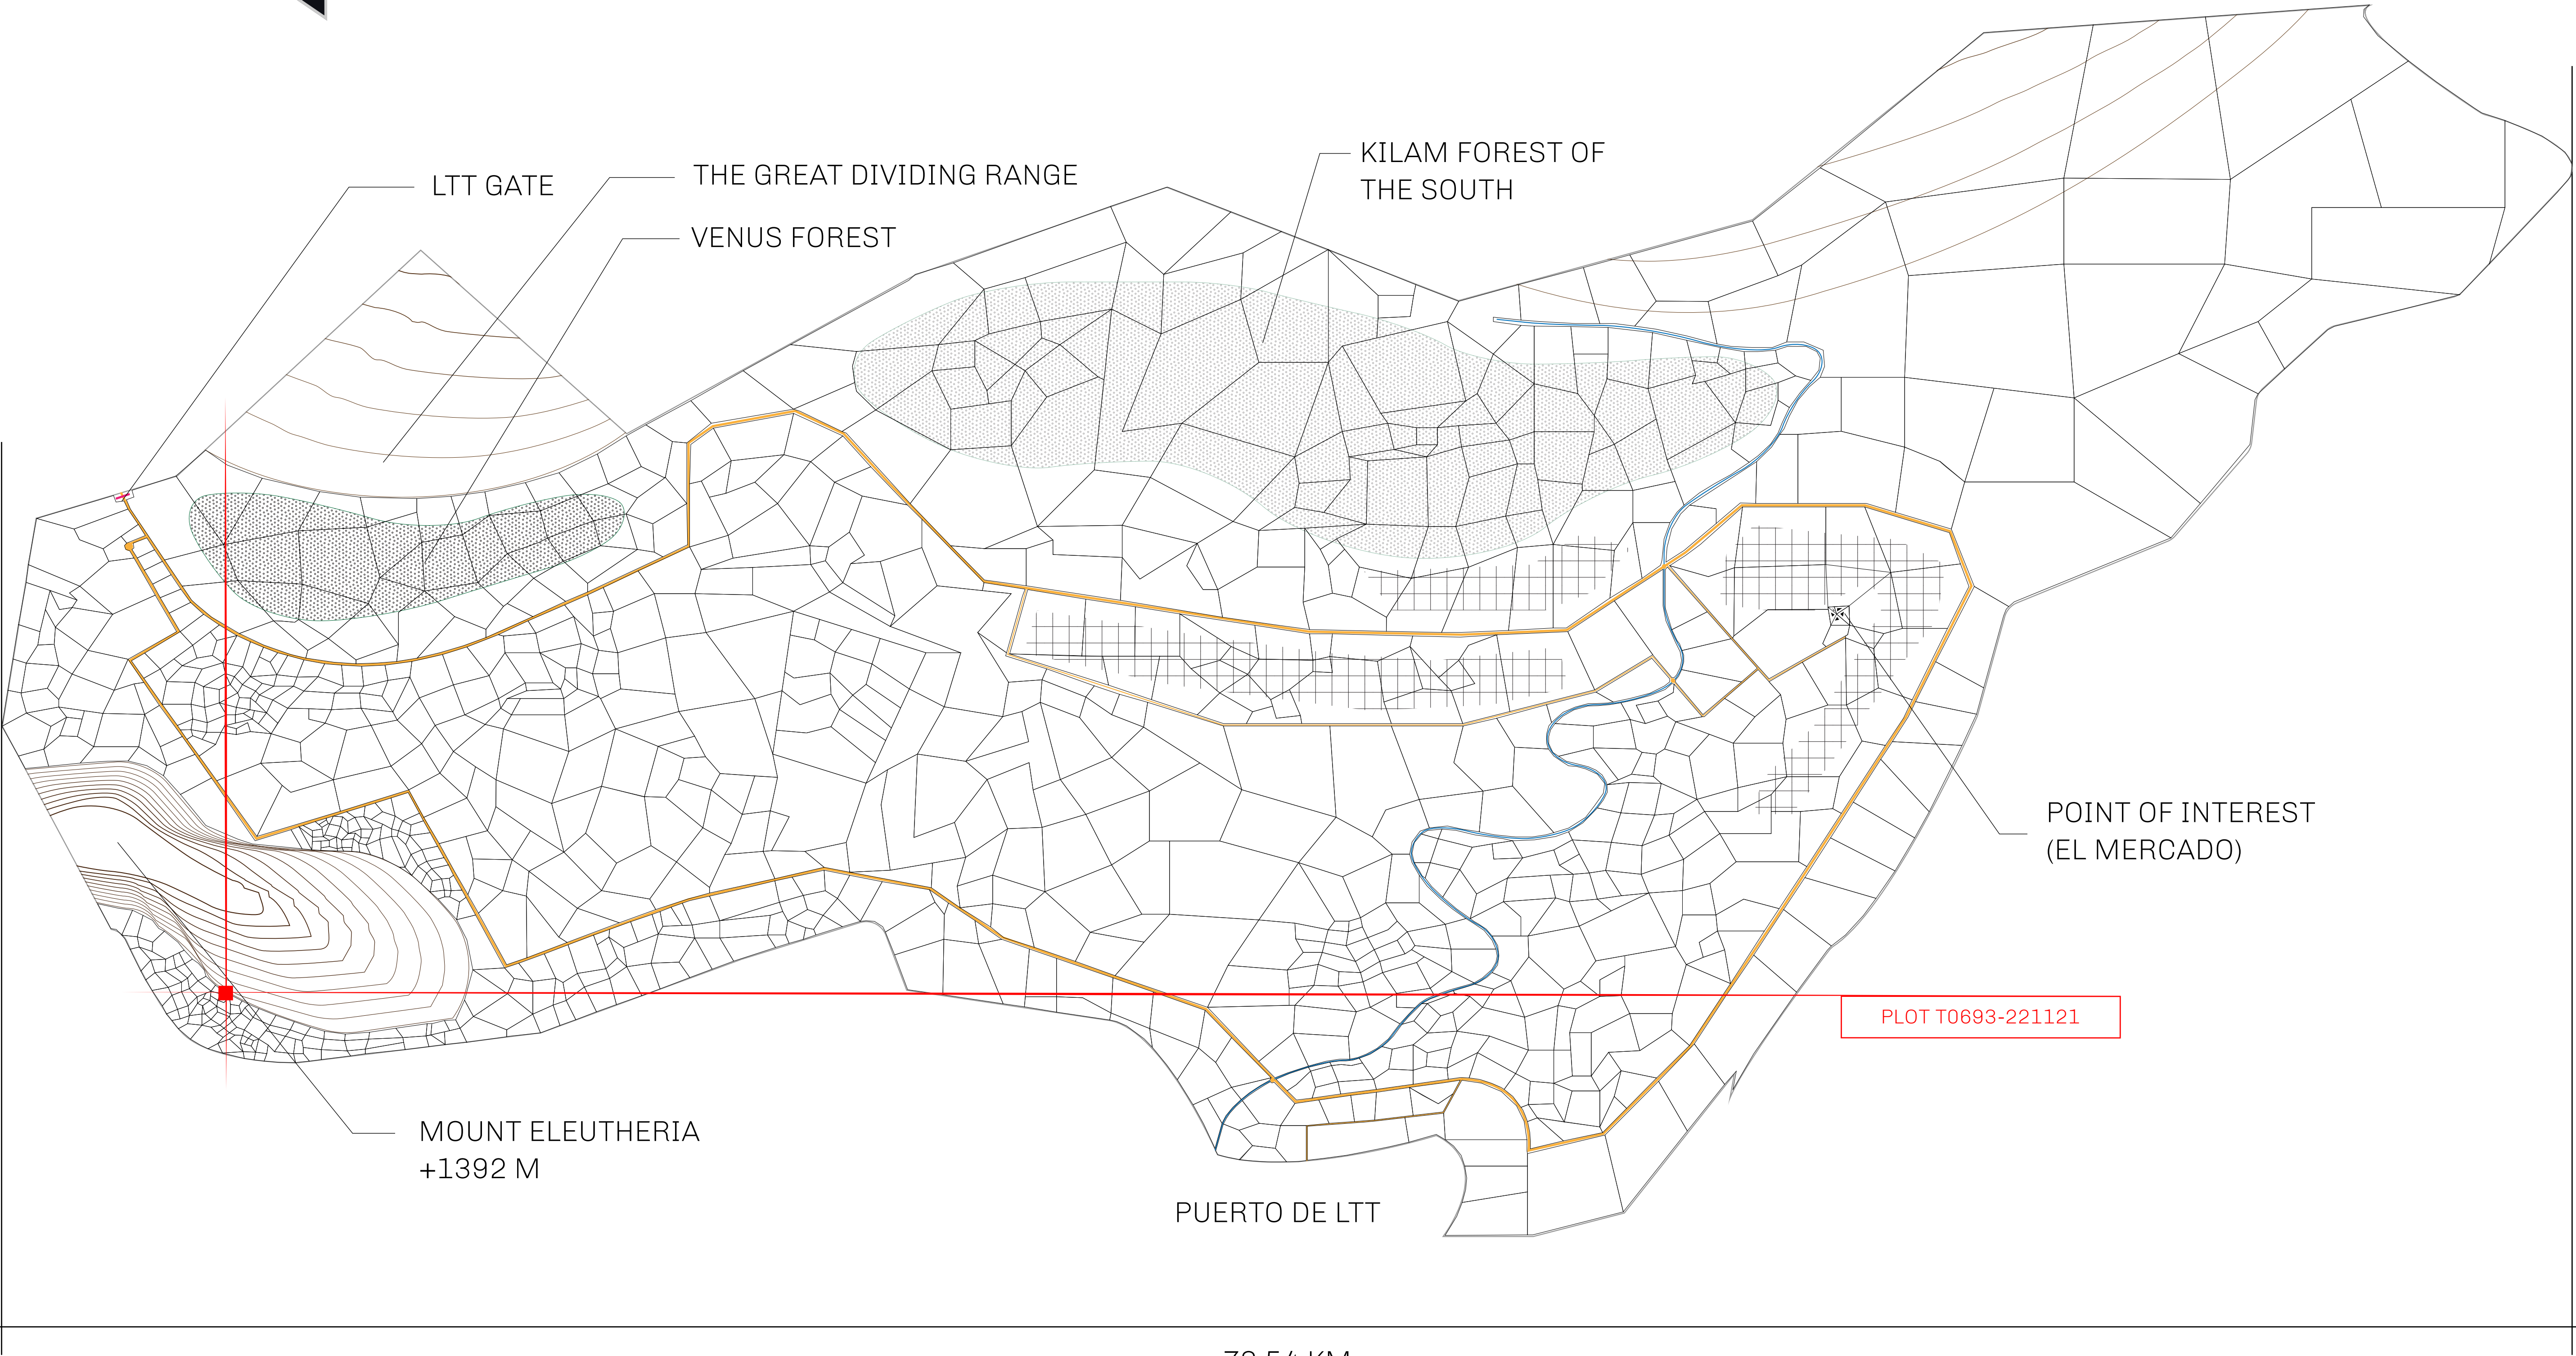 LTT GATE
THE GREAT DIVIDING RANGE
VENUS FOREST
KILAM FOREST OF
THE SOUTH
POINT OF INTEREST
(EL MERCADO)
PLOT T0693-221121
MOUNT ELEUTHERIA
+1392 M
PUERTO DE LTT
KM